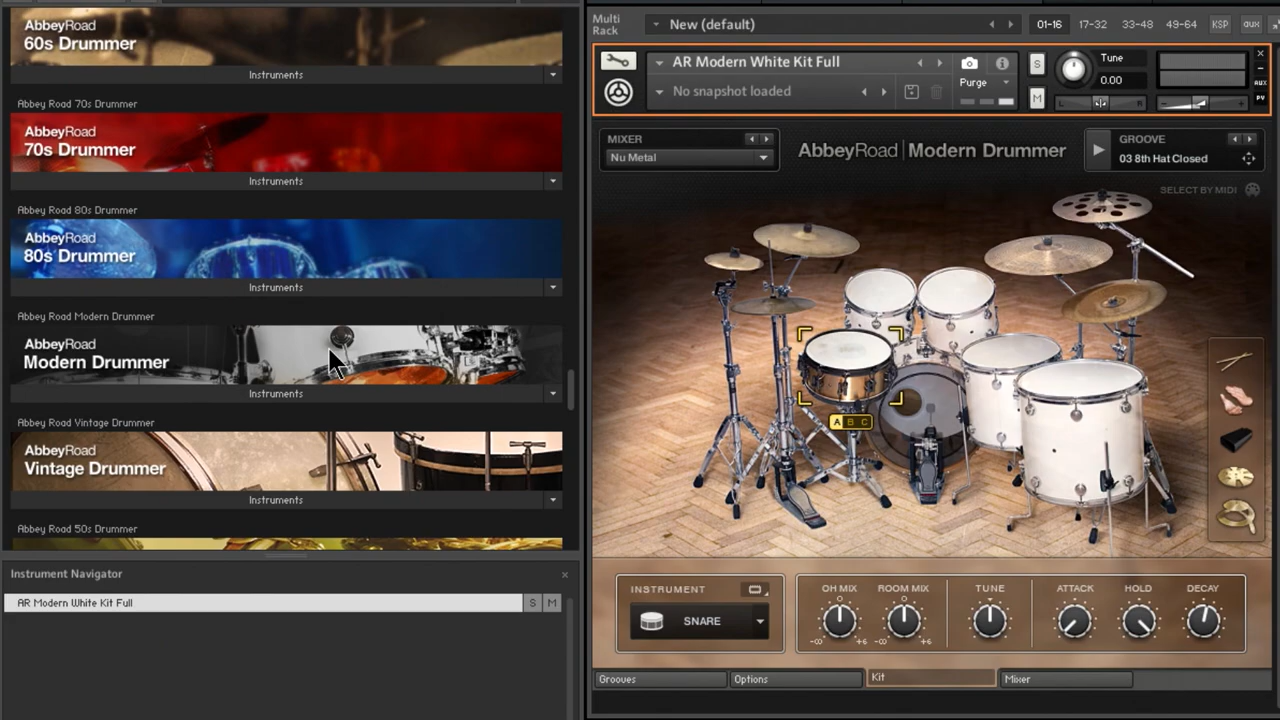 AbbeyRoad
60s Drummer
Instruments
Abbey Road 70s Drummer
AbbeyRoad
70s Drummer
Instruments
Abbey Road 80s Drummer
AbbeyRoad
80s Drummer
Instruments
Abbey Road Modern Drummer
AbbeyRoad
Modern Drummer
Instruments
Abbey Road Vintage Drummer
AbbeyRoad
Vintage Drummer
Instruments
Abbey Road 50s Drummer
Instrument Navigator
AR Modern White Kit Full S M
Multi Rack
New (default) 01-16 17-32 33-48 49-64 KSP aux
AR Modern White Kit Full
Purge
No snapshot loaded
S
M
Tune
0.00
L R
AUX
PV
MIXER
Nu Metal
AbbeyRoad | Modern Drummer
GROOVE
03 8th Hat Closed
SELECT BY MIDI
A B C
INSTRUMENT
SNARE
OH MIX ROOM MIX TUNE ATTACK HOLD DECAY
-∞ +6 -∞ +6
Grooves Options Kit Mixer